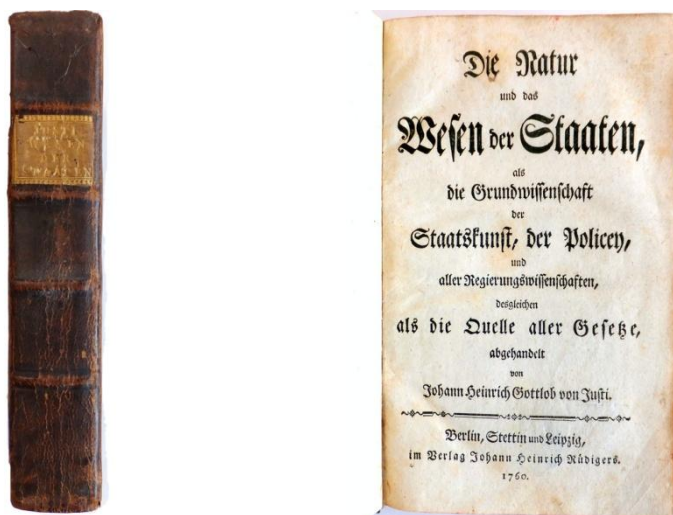 Die Natur
und das
Wesen der Staaten,
als
die Grundwissenschaft
der
Staatskunst, der Policey,
und
aller Regierungswissenschaften,
desgleichen
als die Quelle aller Gesetze,
abgehandelt
von
Johann Heinrich Gottlob von Justi.
Berlin, Stettin und Leipzig,
im Verlag Johann Heinrich Rüdigers.
1760.